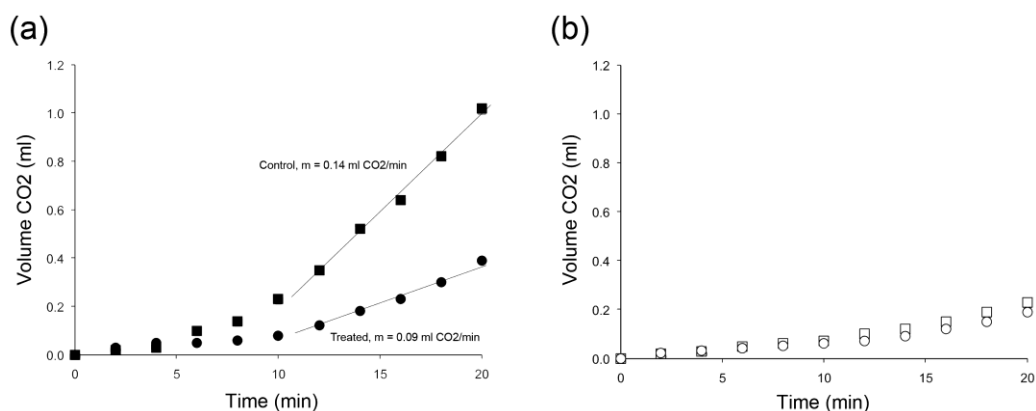 (a)
1.2
1.0
0.8
0.6
0.4
0.2
0.0
Volume CO2 (ml)
Control, m = 0.14 ml CO2/min
Treated, m = 0.09 ml CO2/min
0 5 10 15 20
Time (min)
(b)
1.2
1.0
0.8
0.6
0.4
0.2
0.0
Volume CO2 (ml)
0 5 10 15 20
Time (min)